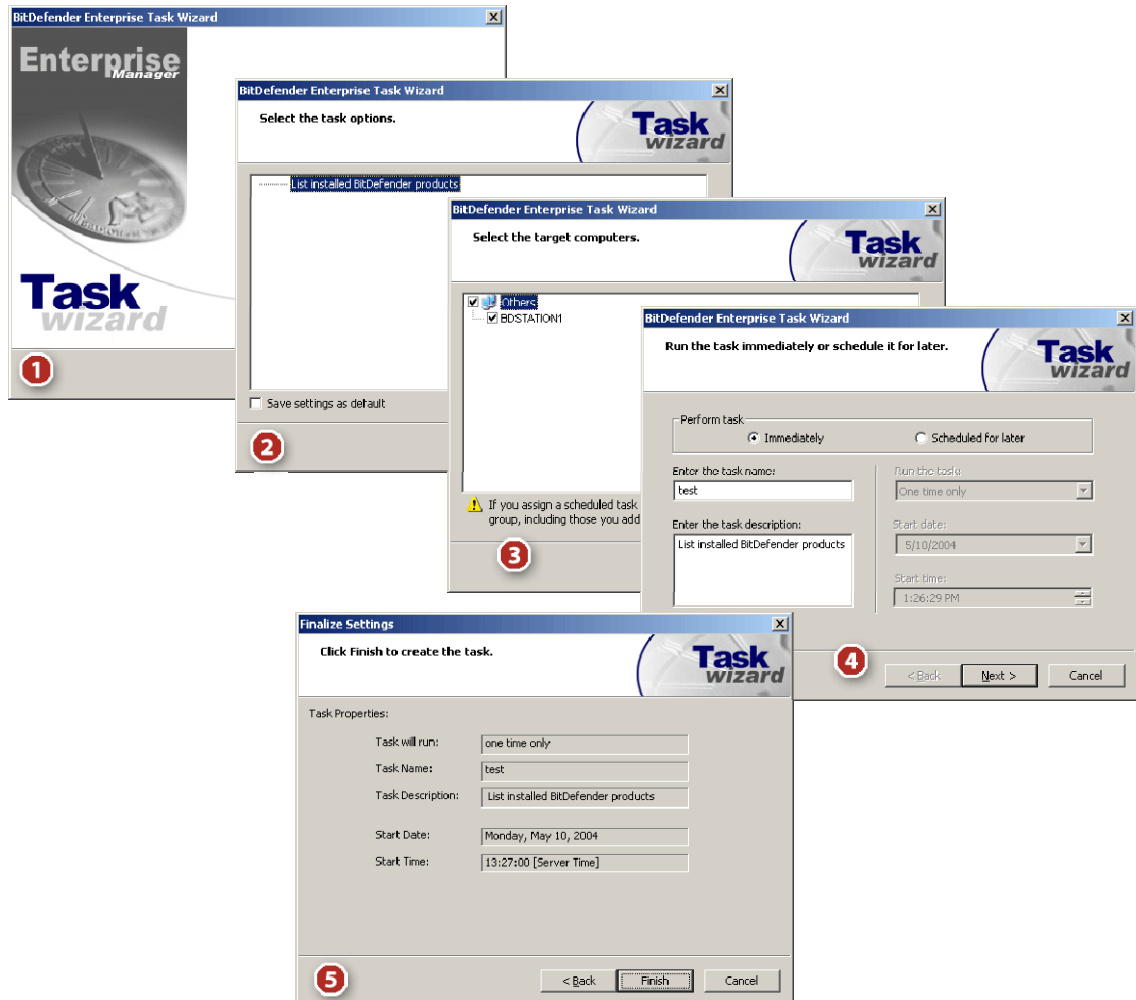 BitDefender Enterprise Task Wizard
Enterprise
Manager
Task
wizard
1
BitDefender Enterprise Task Wizard
Select the task options.
Task
wizard
List installed BitDefender products
Save settings as default
2
BitDefender Enterprise Task Wizard
Select the target computers.
Task
wizard
Others
BDSTATION1
If you assign a scheduled task
group, including those you add
3
BitDefender Enterprise Task Wizard
Run the task immediately or schedule it for later.
Task
wizard
Perform task
Immediately
Scheduled for later
Enter the task name:
test
Enter the task description:
List installed BitDefender products
Run the task:
One time only
Start date:
5/10/2004
Start time:
1:26:29 PM
4
< Back
Next >
Cancel
Finalize Settings
Click Finish to create the task.
Task
wizard
Task Properties:
Task will run: one time only
Task Name: test
Task Description: List installed BitDefender products
Start Date: Monday, May 10, 2004
Start Time: 13:27:00 [Server Time]
5
< Back
Finish
Cancel